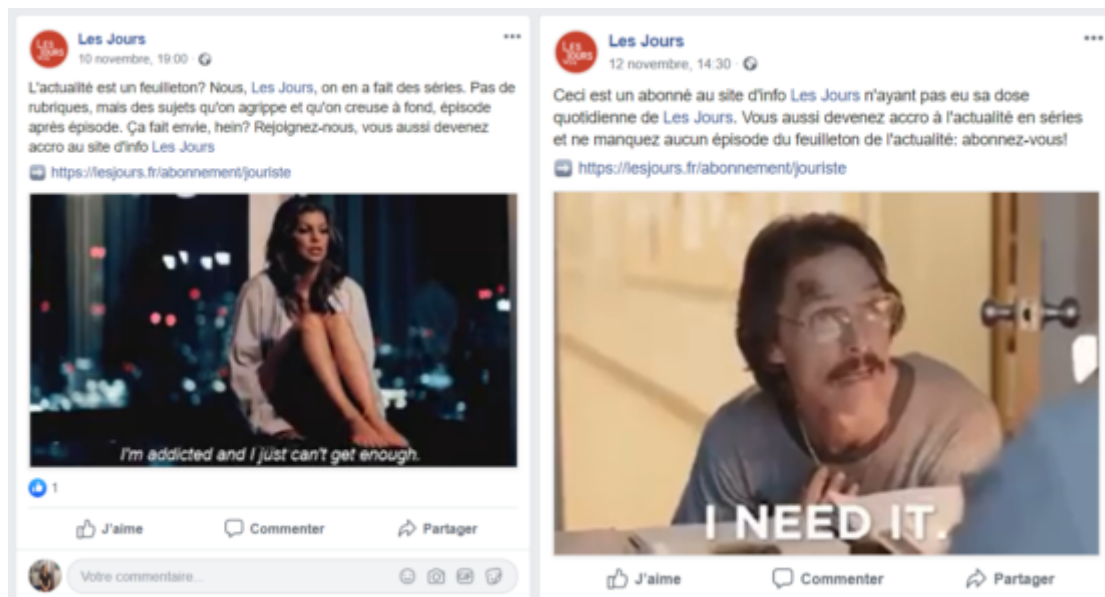 Les Jours
10 novembre, 19:00 ·
L'actualité est un feuilleton? Nous, Les Jours, on en a fait des séries. Pas de
rubriques, mais des sujets qu'on agrippe et qu'on creuse à fond, épisode
après épisode. Ça fait envie, hein? Rejoignez-nous, vous aussi devenez
accro au site d'info Les Jours
https://lesjours.fr/abonnement/jouriste
I'm addicted and I just can't get enough.
1
J'aime
Commenter
Partager
Votre commentaire...
GIF
Les Jours
12 novembre, 14:30 ·
Ceci est un abonné au site d'info Les Jours n'ayant pas eu sa dose
quotidienne de Les Jours. Vous aussi devenez accro à l'actualité en séries
et ne manquez aucun épisode du feuilleton de l'actualité: abonnez-vous!
https://lesjours.fr/abonnement/jouriste
I NEED IT.
J'aime
Commenter
Partager